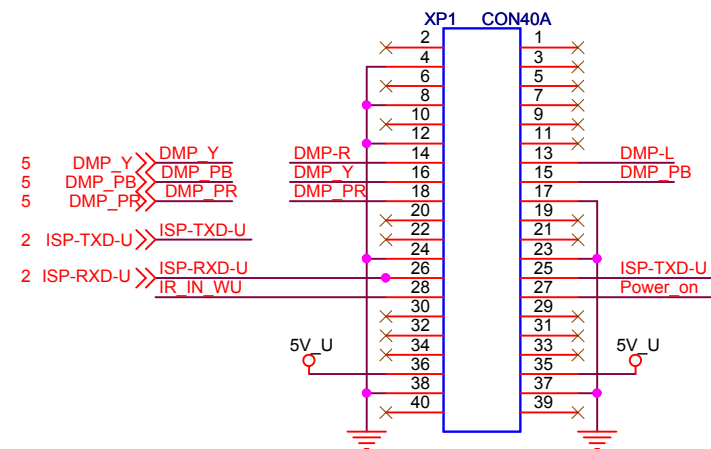 XP1 CON40A
2 1
4 3
6 5
8 7
10 9
12 11
5 DMP_Y DMP_Y DMP-R 14 13 DMP-L
5 DMP_PB DMP_PB DMP_Y 16 15 DMP_PB
5 DMP_PR DMP_PR DMP_PR 18 17
20 19
2 ISP-TXD-U ISP-TXD-U 22 21
24 23
2 ISP-RXD-U ISP-RXD-U 26 25 ISP-TXD-U
IR_IN_WU 28 27 Power_on
30 29
32 31
5V_U 34 33 5V_U
36 35
38 37
40 39